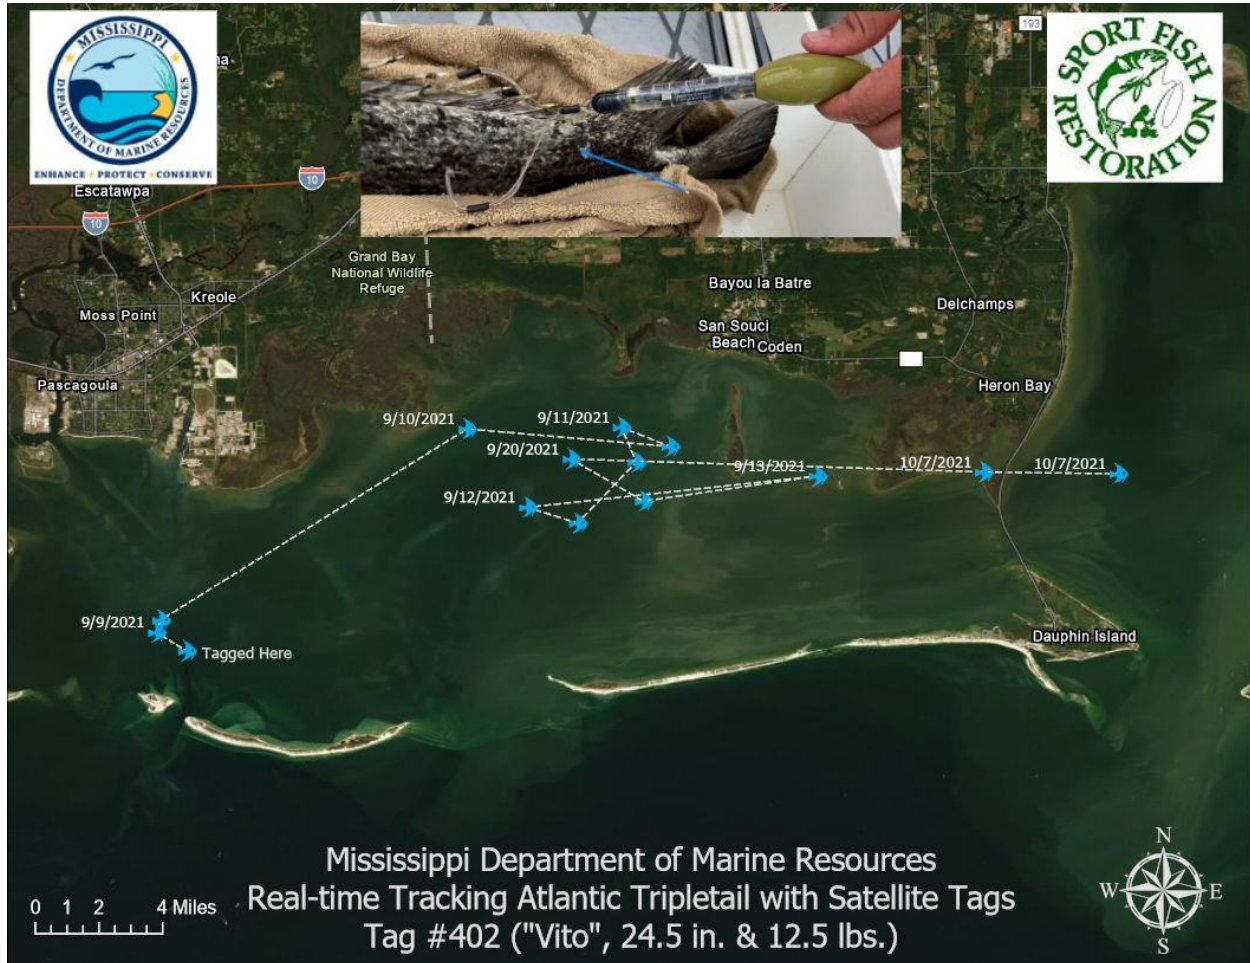 MISSISSIPPI
DEPARTMENT OF MARINE RESOURCES
ENHANCE ★ PROTECT ★ CONSERVE
SPORT FISH
RESTORATION
193
na
Escatawpa
10
10
Grand Bay
National Wildlife
Refuge
Kreole
Moss Point
Pascagoula
Bayou la Batre
San Souci
Beach
Coden
Delchamps
Heron Bay
9/10/2021
9/11/2021
9/20/2021
9/13/2021
10/7/2021
10/7/2021
9/12/2021
9/9/2021
Tagged Here
Dauphin Island
Mississippi Department of Marine Resources
Real-time Tracking Atlantic Tripletail with Satellite Tags
Tag #402 ("Vito", 24.5 in. & 12.5 lbs.)
0 1 2 4 Miles
N
W E
S